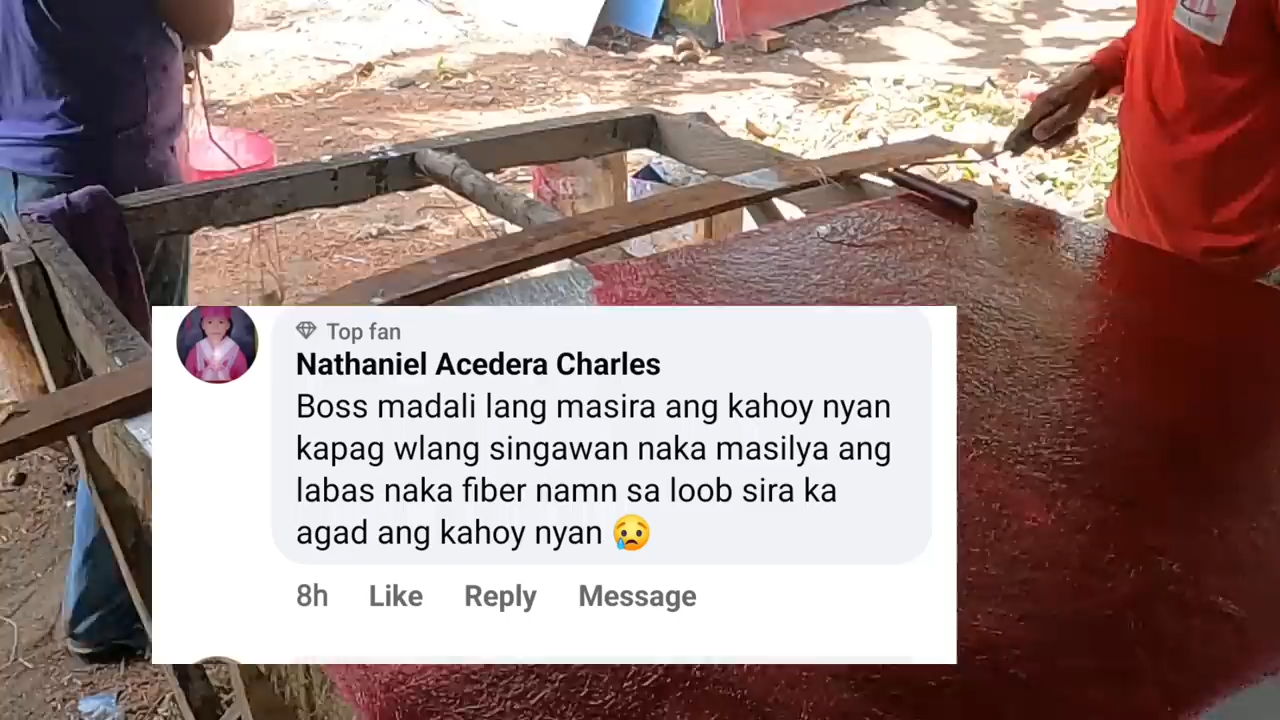 Top fan
Nathaniel Acedera Charles
Boss madali lang masira ang kahoy nyan
kapag wlang singawan naka masilya ang
labas naka fiber namn sa loob sira ka
agad ang kahoy nyan 😥
8h Like Reply Message